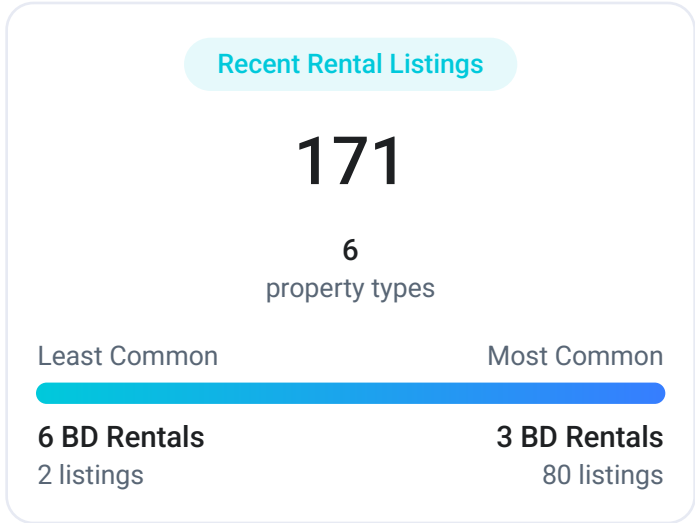 Recent Rental Listings
171
6
property types
Least Common Most Common
6 BD Rentals 3 BD Rentals
2 listings 80 listings